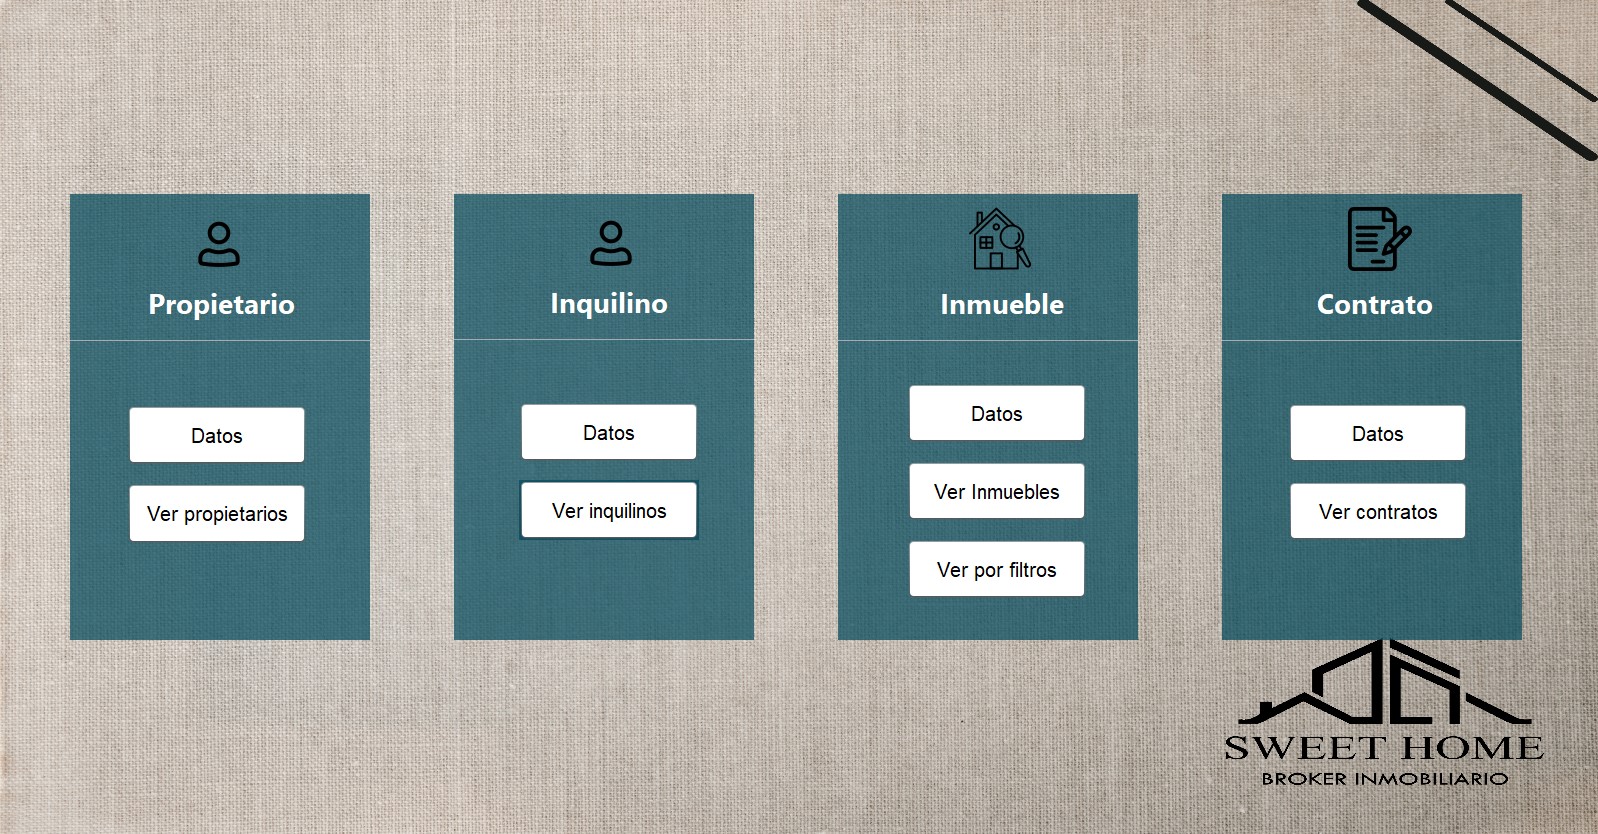 Propietario
Datos
Ver propietarios
Inquilino
Datos
Ver inquilinos
Inmueble
Datos
Ver Inmuebles
Ver por filtros
Contrato
Datos
Ver contratos
SWEET HOME
BROKER INMOBILIARIO